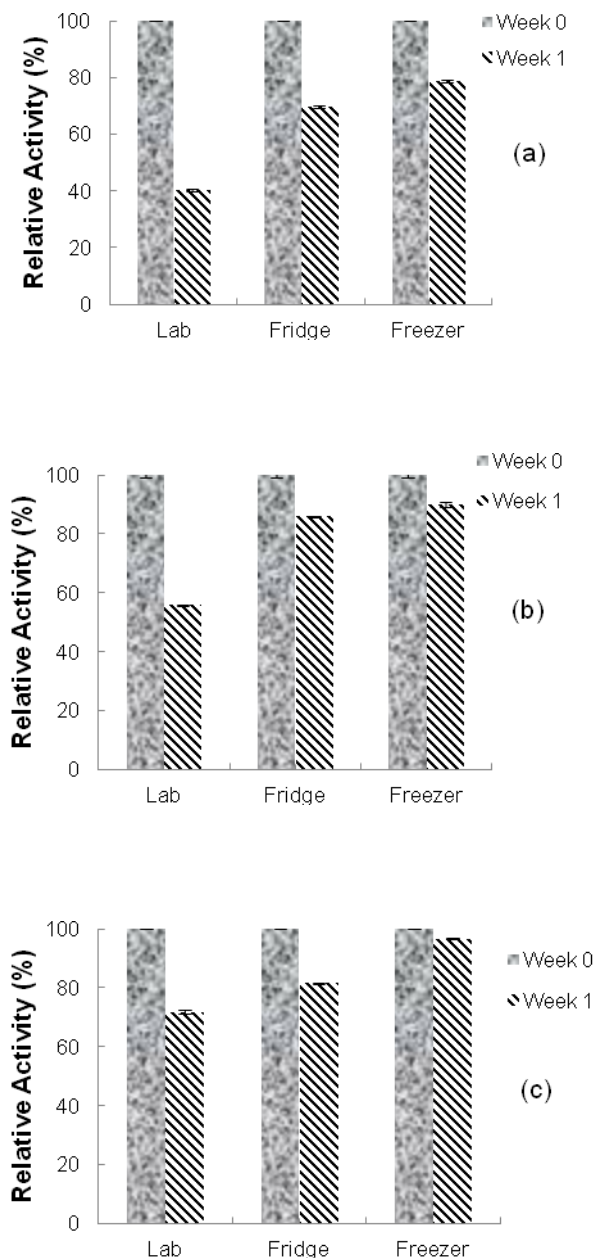 100
80
60
40
20
0
Relative Activity (%)
Week 0
Week 1
(a)
Lab Fridge Freezer
100
80
60
40
20
0
Relative Activity (%)
Week 0
Week 1
(b)
Lab Fridge Freezer
100
80
60
40
20
0
Relative Activity (%)
Week 0
Week 1
(c)
Lab Fridge Freezer